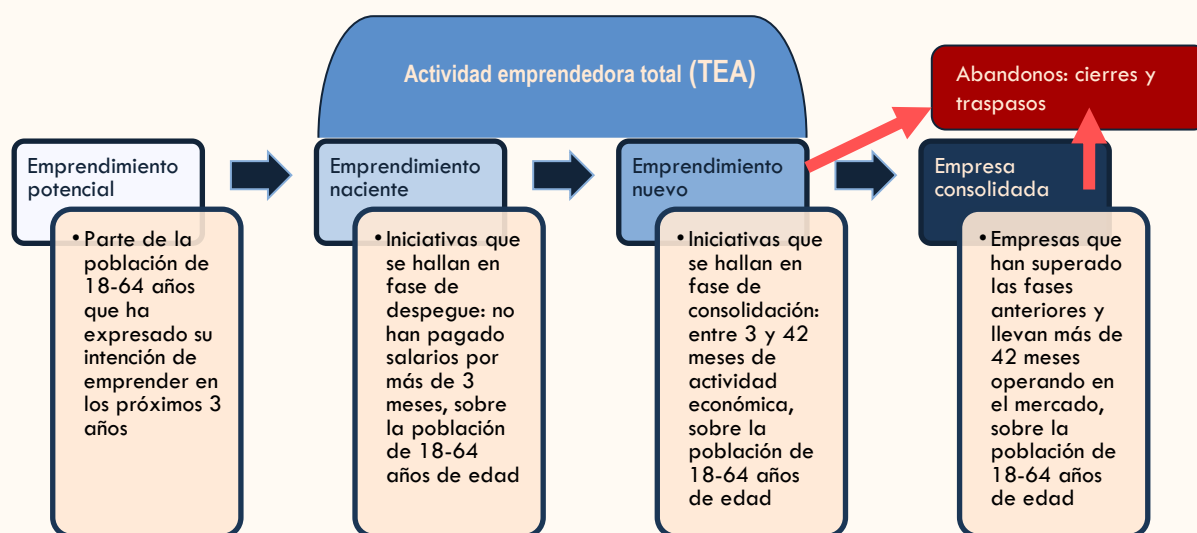 Actividad emprendedora total (TEA)
Abandonos: cierres y
traspasos
Emprendimiento
potencial
Emprendimiento
naciente
Emprendimiento
nuevo
Empresa
consolidada
• Parte de la
población de
18-64 años
que ha
expresado su
intención de
emprender en
los próximos 3
años
• Iniciativas que
se hallan en
fase de
despegue: no
han pagado
salarios por
más de 3
meses, sobre
la población
de 18-64
años de edad
• Iniciativas que
se hallan en
fase de
consolidación:
entre 3 y 42
meses de
actividad
económica,
sobre la
población de
18-64 años
de edad
• Empresas que
han superado
las fases
anteriores y
llevan más de
42 meses
operando en
el mercado,
sobre la
población de
18-64 años
de edad